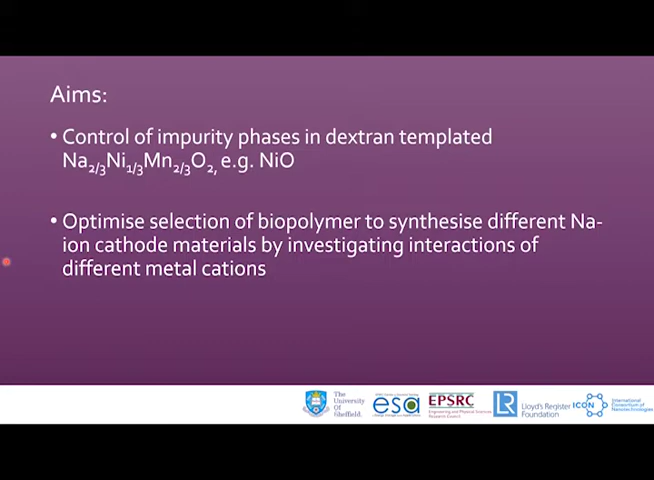 Aims:
• Control of impurity phases in dextran templated
Na2/3Ni1/3Mn2/3O2, e.g. NiO
• Optimise selection of biopolymer to synthesise different Na-
ion cathode materials by investigating interactions of
different metal cations
The
University
Of
Sheffield.
esa
EPSRC
Engineering and Physical Sciences
Research Council
LR
Lloyd's Register
Foundation
ICON
International
Consortium of
Nanotechnologies